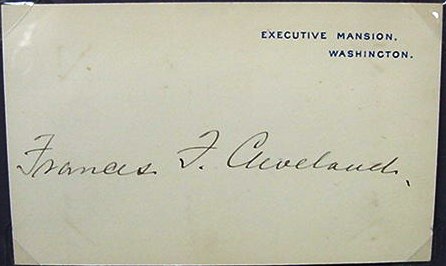 EXECUTIVE MANSION.
WASHINGTON.
Frances F. Cleveland.